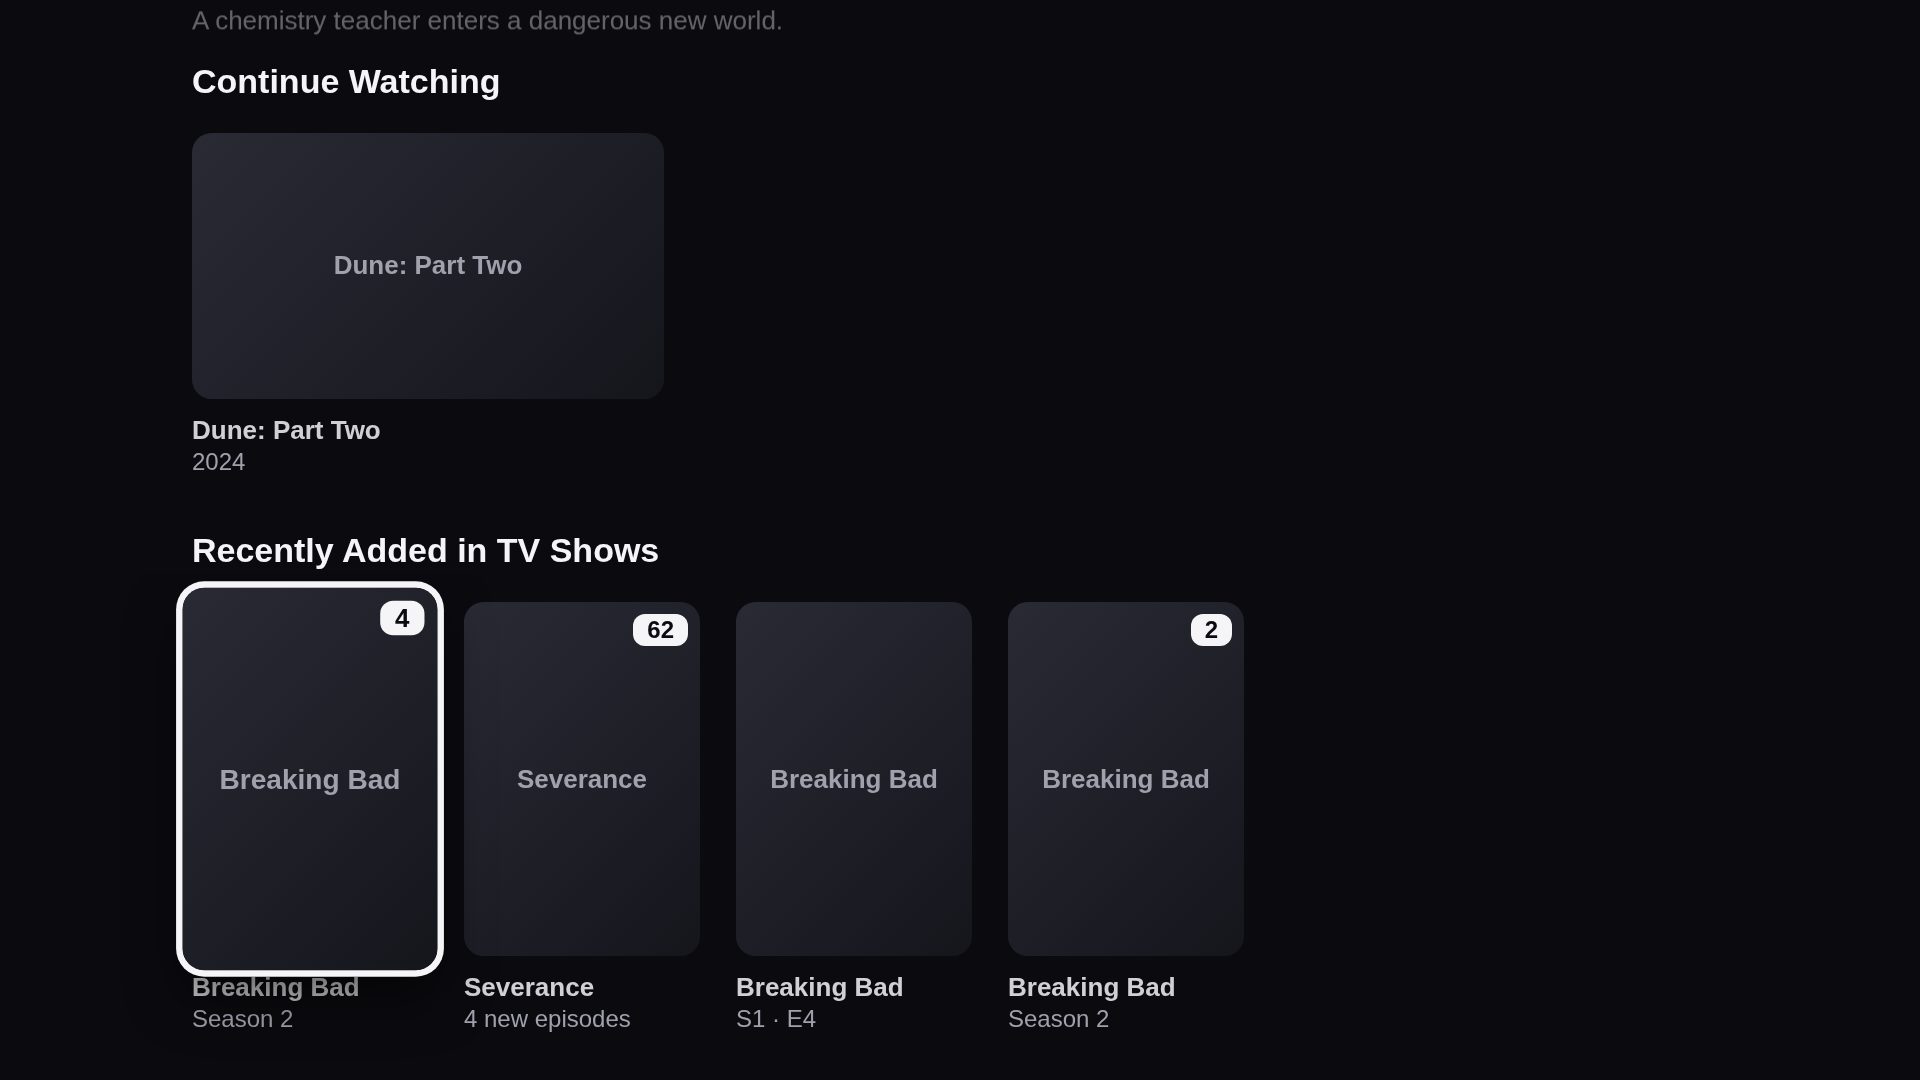 A chemistry teacher enters a dangerous new world.
Continue Watching
Dune: Part Two
Dune: Part Two
2024
Recently Added in TV Shows
4
62
2
Breaking Bad
Severance
Breaking Bad
Breaking Bad
Breaking Bad
Severance
Breaking Bad
Breaking Bad
Season 2
4 new episodes
S1 · E4
Season 2